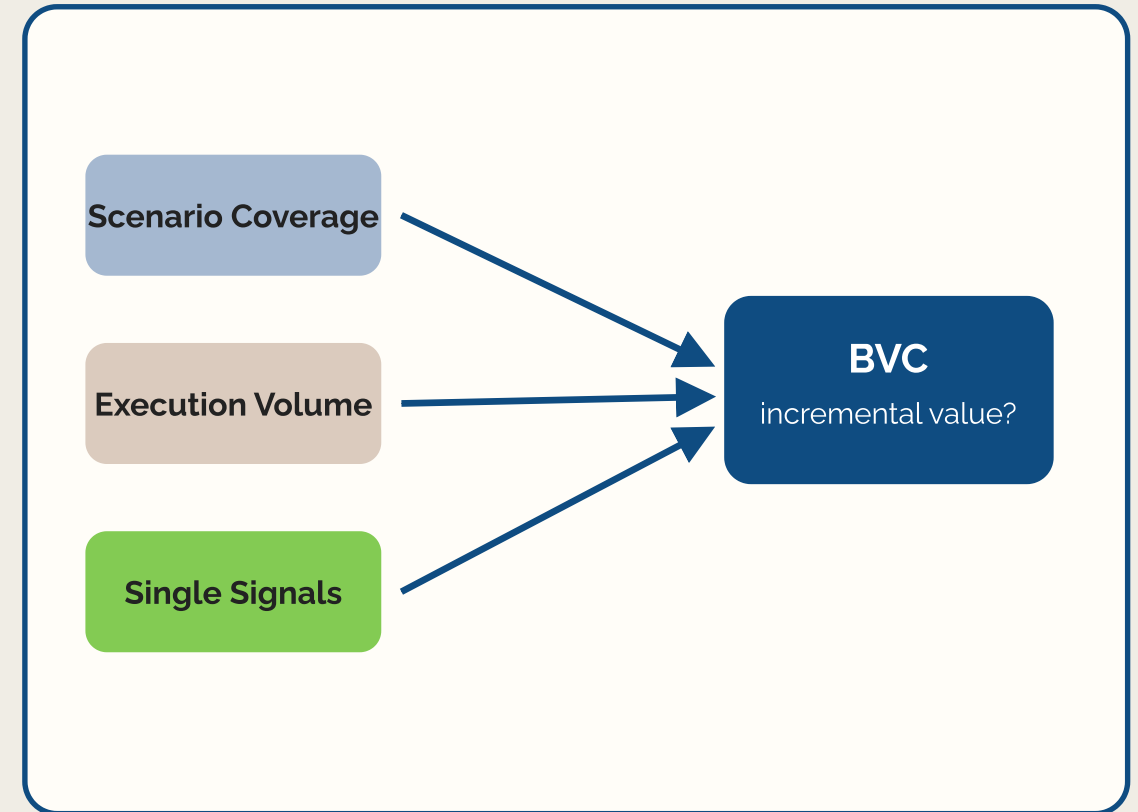 Scenario Coverage
Execution Volume
Single Signals
BVC
incremental value?